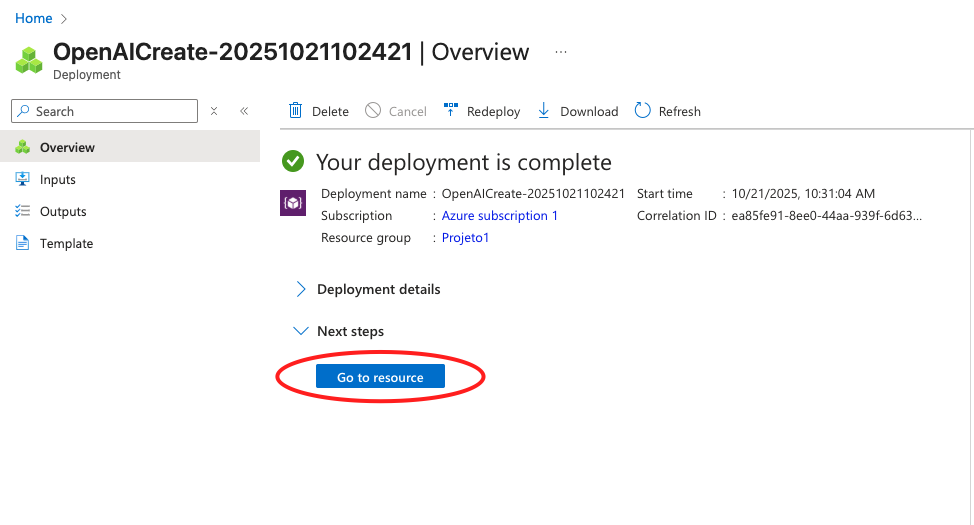 Home >
OpenAICreate-20251021102421 | Overview ...
Deployment
Search
Delete Cancel Redeploy Download Refresh
Overview
Inputs
Outputs
Template
Your deployment is complete
Deployment name : OpenAICreate-20251021102421 Start time : 10/21/2025, 10:31:04 AM
Subscription : Azure subscription 1 Correlation ID : ea85fe91-8ee0-44aa-939f-6d63...
Resource group : Projeto1
Deployment details
Next steps
Go to resource